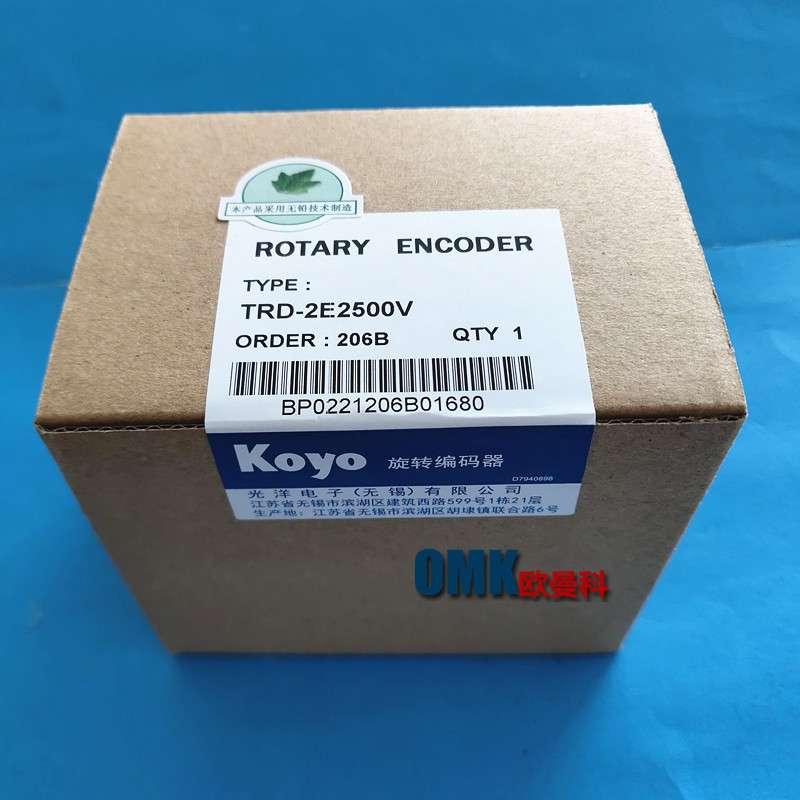 本产品采用无铅技术制造
ROTARY ENCODER
TYPE :
TRD-2E2500V
ORDER : 206B QTY 1
BP0221206B01680
Koyo 旋转编码器
D7940698
光洋电子(无锡)有限公司
江苏省无锡市滨湖区建筑西路599号1栋21层
生产地: 江苏省无锡市滨湖区胡埭镇联合路6号
OMK欧曼科